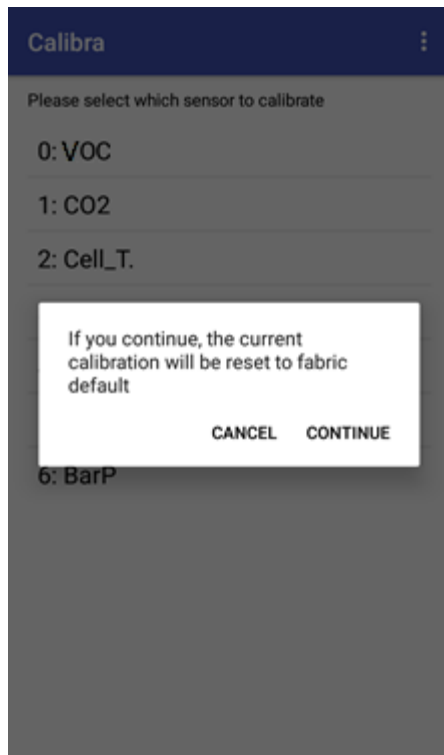 Calibra
Please select which sensor to calibrate
0: VOC
1: CO2
2: Cell_T.
If you continue, the current
calibration will be reset to fabric
default
CANCEL CONTINUE
6: BarP